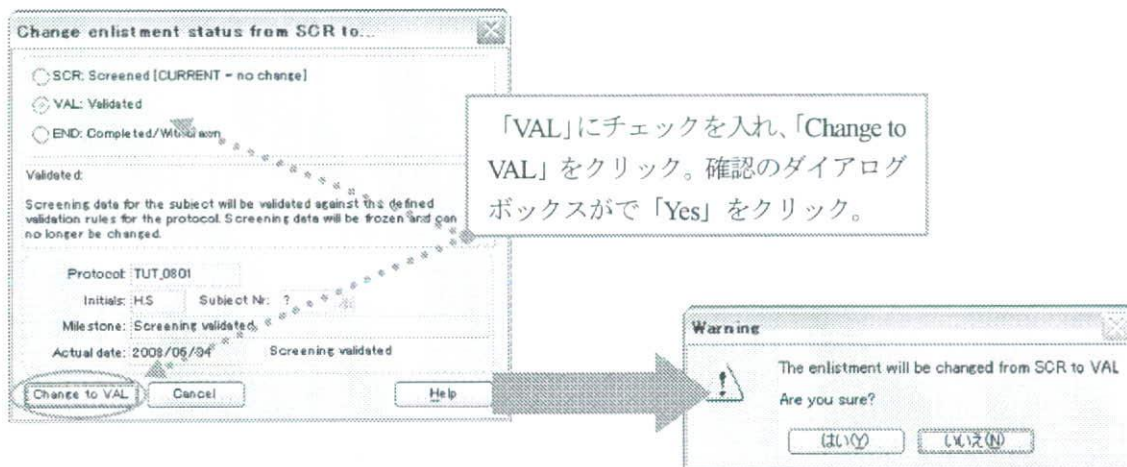 Change enlistment status from SCR to...
SCR: Screened [CURRENT - no change]
VAL: Validated
END: Completed/Withdrawn
Validated:
Screening data for the subject will be validated against the defined
validation rules for the protocol. Screening data will be frozen and can
no longer be changed.
Protocol: TUT_0801
Initials: H.S Subject Nr: ?
Milestone: Screening validated
Actual date: 2008/06/04 Screening validated
Change to VAL Cancel Help
「VAL」にチェックを入れ、「Change to
VAL」をクリック。確認のダイアログ
ボックスがで「Yes」をクリック。
Warning
The enlistment will be changed from SCR to VAL
Are you sure?
はい(Y) いいえ(N)